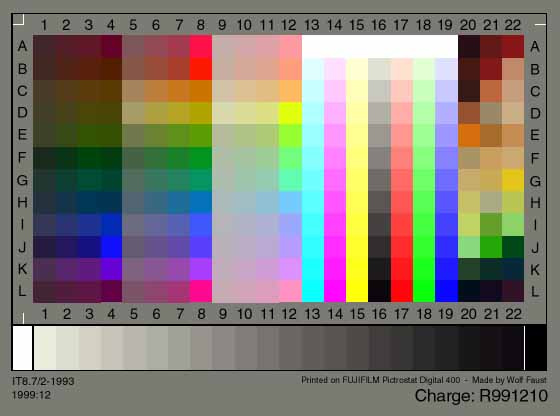 1 2 3 4 5 6 7 8 9 10 11 12 13 14 15 16 17 18 19 20 21 22
A A
B B
C C
D D
E E
F F
G G
H H
I I
J J
K K
L L
1 2 3 4 5 6 7 8 9 10 11 12 13 14 15 16 17 18 19 20 21 22
IT8.7/2-1993
1999:12
Printed on FUJIFILM Pictrostat Digital 400 - Made by Wolf Faust
Charge: R991210